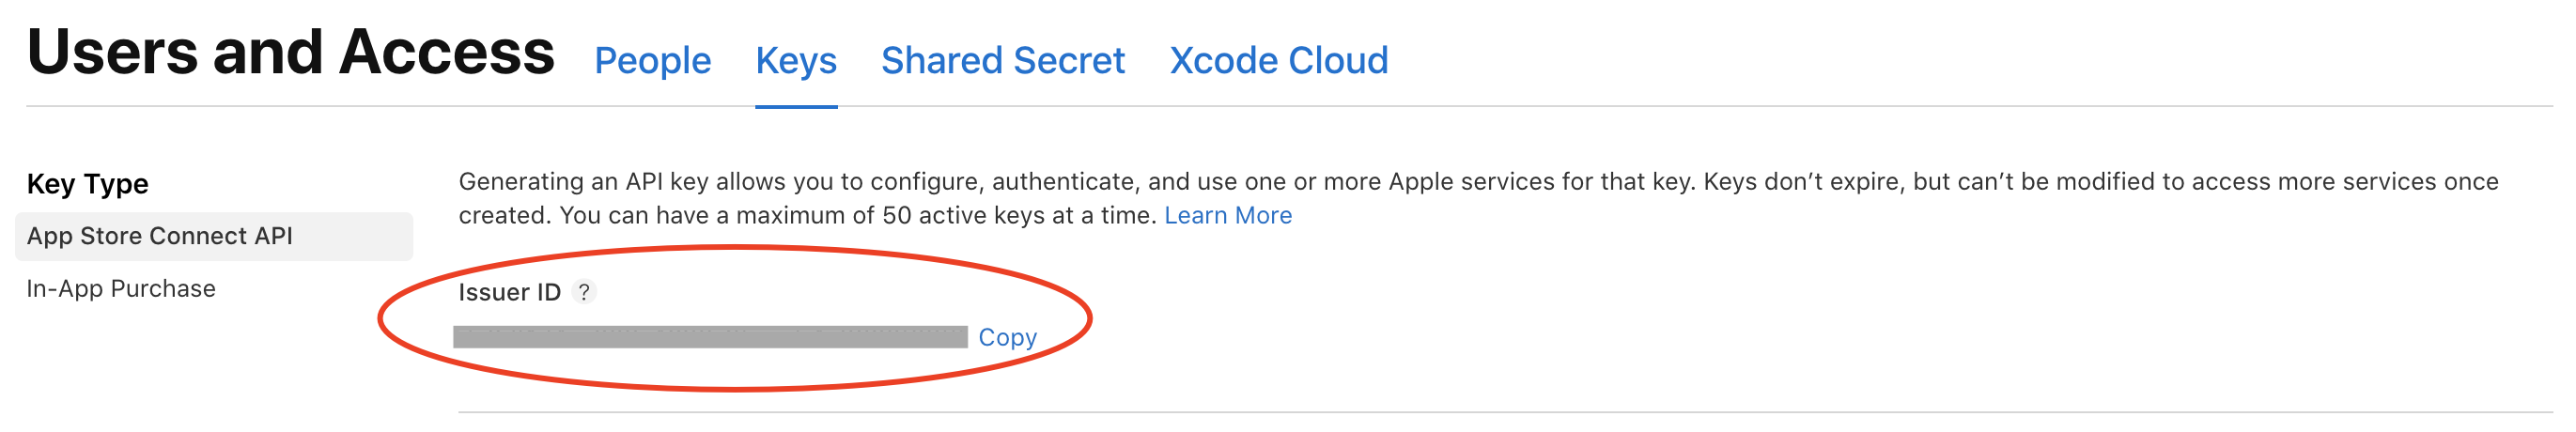 Users and Access People Keys Shared Secret Xcode Cloud
Key Type
App Store Connect API
In-App Purchase
Generating an API key allows you to configure, authenticate, and use one or more Apple services for that key. Keys don’t expire, but can’t be modified to access more services once
created. You can have a maximum of 50 active keys at a time. Learn More
Issuer ID ?
Copy